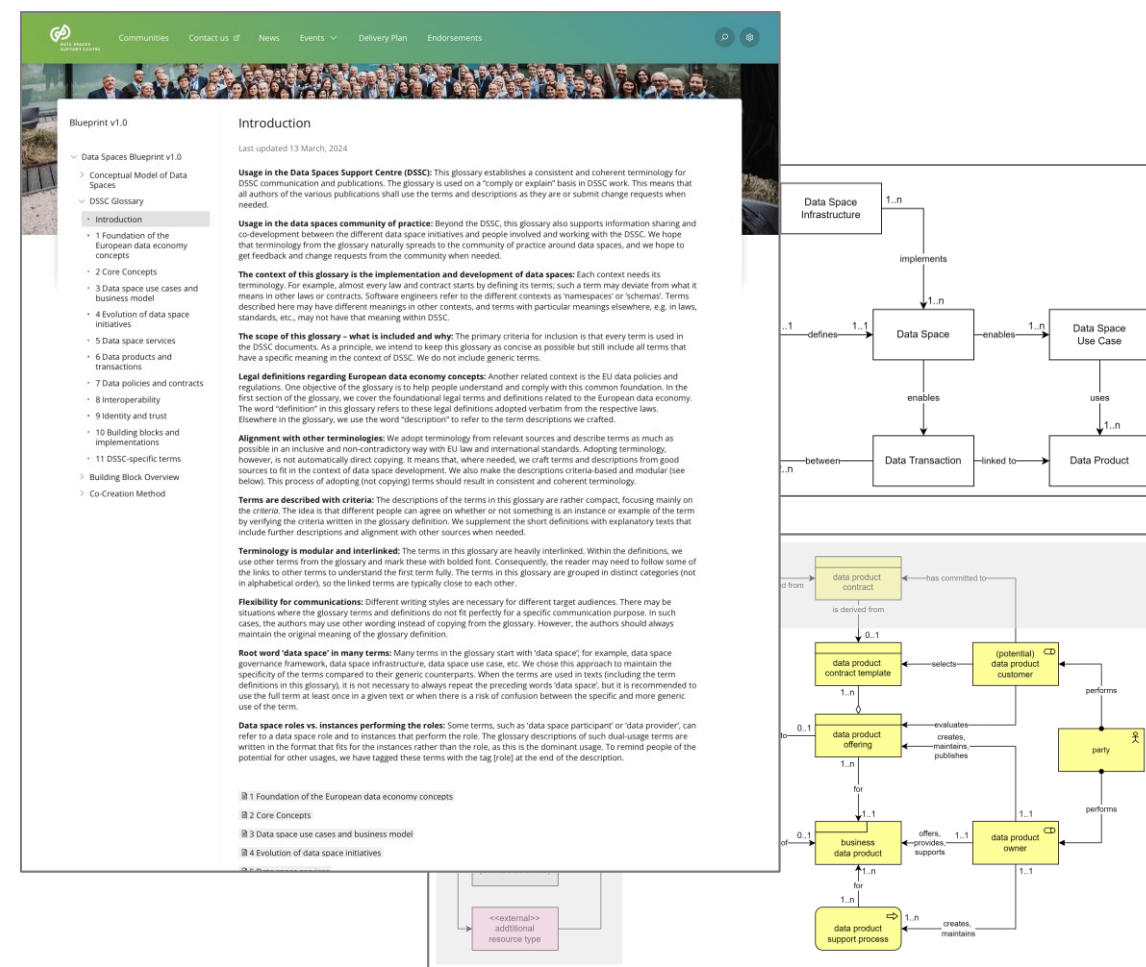 DATA SPACES
SUPPORT CENTRE
Communities
Contact us
News
Events
Delivery Plan
Endorsements
Blueprint v1.0
Data Spaces Blueprint v1.0
Conceptual Model of Data
Spaces
DSSC Glossary
Introduction
1 Foundation of the
European data economy
concepts
2 Core Concepts
3 Data space use cases and
business model
4 Evolution of data space
initiatives
5 Data space services
6 Data products and
transactions
7 Data policies and contracts
8 Interoperability
9 Identity and trust
10 Building blocks and
implementations
11 DSSC-specific terms
Building Block Overview
Co-Creation Method
Introduction
Last updated 13 March, 2024
Usage in the Data Spaces Support Centre (DSSC): This glossary establishes a consistent and coherent terminology for
DSSC communication and publications. The glossary is used on a “comply or explain” basis in DSSC work. This means that
all authors of the various publications shall use the terms and descriptions as they are or submit change requests when
needed.
Usage in the data spaces community of practice: Beyond the DSSC, this glossary also supports information sharing and
co-development between the different data space initiatives and people involved and working with the DSSC. We hope
that terminology from the glossary naturally spreads to the community of practice around data spaces, and we hope to
get feedback and change requests from the community when needed.
The context of this glossary is the implementation and development of data spaces: Each context needs its
terminology. For example, almost every law and contract starts by defining its terms; such a term may deviate from what it
means in other laws or contracts. Software engineers refer to the different contexts as ‘namespaces’ or ‘schemas’. Terms
described here may have different meanings in other contexts, and terms with particular meanings elsewhere, e.g. in laws,
standards, etc., may not have that meaning within DSSC.
The scope of this glossary – what is included and why: The primary criteria for inclusion is that every term is used in
the DSSC documents. As a principle, we intend to keep this glossary as concise as possible but still include all terms that
have a specific meaning in the context of DSSC. We do not include generic terms.
Legal definitions regarding European data economy concepts: Another related context is the EU data policies and
regulations. One objective of the glossary is to help people understand and comply with this common foundation. In the
first section of the glossary, we cover the foundational legal terms and definitions related to the European data economy.
The word “definition” in this glossary refers to these legal definitions adopted verbatim from the respective laws.
Elsewhere in the glossary, we use the word “description” to refer to the term descriptions we crafted.
Alignment with other terminologies: We adopt terminology from relevant sources and describe terms as much as
possible in an inclusive and non-contradictory way with EU law and international standards. Adopting terminology,
however, is not automatically direct copying. It means that, where needed, we craft terms and descriptions from good
sources to fit in the context of data space development. We also make the descriptions criteria-based and modular (see
below). This process of adopting (not copying) terms should result in consistent and coherent terminology.
Terms are described with criteria: The descriptions of the terms in this glossary are rather compact, focusing mainly on
the criteria. The idea is that different people can agree on whether or not something is an instance or example of the term
by verifying the criteria written in the glossary definition. We supplement the short definitions with explanatory texts that
include further descriptions and alignment with other sources when needed.
Terminology is modular and interlinked: The terms in this glossary are heavily interlinked. Within the definitions, we
use other terms from the glossary and mark these with bolded font. Consequently, the reader may need to follow some of
the links to other terms to understand the first term fully. The terms in this glossary are grouped in distinct categories (not
in alphabetical order), so the linked terms are typically close to each other.
Flexibility for communications: Different writing styles are necessary for different target audiences. There may be
situations where the glossary terms and definitions do not fit perfectly for a specific communication purpose. In such
cases, the authors may use other wording instead of copying from the glossary. However, the authors should always
maintain the original meaning of the glossary definition.
Root word ‘data space’ in many terms: Many terms in the glossary start with ‘data space’; for example, data space
governance framework, data space infrastructure, data space use case, etc. We chose this approach to maintain the
specificity of the terms compared to their generic counterparts. When the terms are used in texts (including the term
definitions in this glossary), it is not necessary to always repeat the preceding words ‘data space’, but it is recommended to
use the full term at least once in a given text or when there is a risk of confusion between the specific and more generic
use of the term.
Data space roles vs. instances performing the roles: Some terms, such as ‘data space participant’ or ‘data provider’, can
refer to a data space role and to instances that perform the role. The glossary descriptions of such dual-usage terms are
written in the format that fits for the instances rather than the role, as this is the dominant usage. To remind people of the
potential for other usages, we have tagged these terms with the tag [role] at the end of the description.
1 Foundation of the European data economy concepts
2 Core Concepts
3 Data space use cases and business model
4 Evolution of data space initiatives
Data Space
Infrastructure
1..n
implements
1..n
..1
defines
1..1
Data Space
enables
1..n
Data Space
Use Case
enables
uses
1..n
..n
between
Data Transaction
linked to
Data Product
d from
data product
contract
has committed to
is derived from
0..1
data product
contract template
selects
(potential)
data product
customer
1..n
performs
evaluates
to
0..1
data product
offering
creates,
maintains,
publishes
party
1..n
for
1..1
1..1
performs
of
0..1
business
data product
offers,
provides,
supports
1..1
data product
owner
1..n
1..1
for
1..n
<<external>>
addtional
resource type
data product
support process
1..n
creates,
maintains